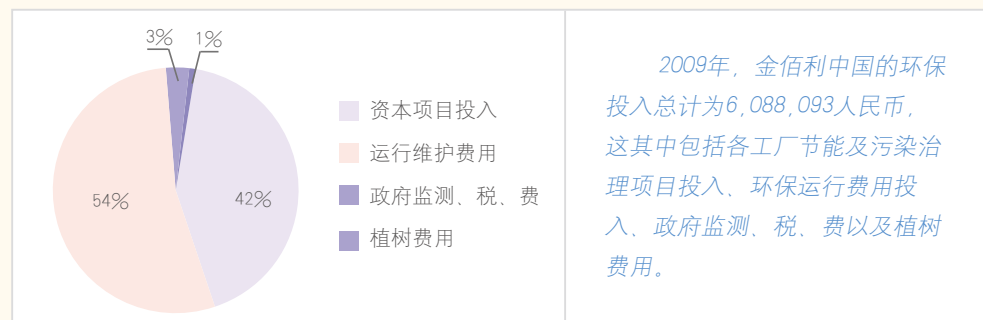 3%
1%
54%
42%
资本项目投入
运行维护费用
政府监测、税、费
植树费用
2009年，金佰利中国的环保
投入总计为6,088,093人民币，
这其中包括各工厂节能及污染治
理项目投入、环保运行费用投
入、政府监测、税、费以及植树
费用。